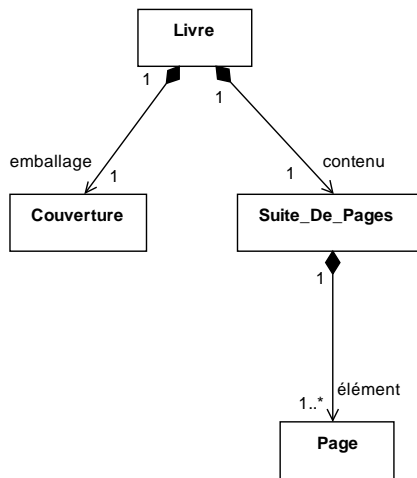 Livre
1
1
emballage
contenu
1
1
Couverture
Suite_De_Pages
1
élément
1..*
Page